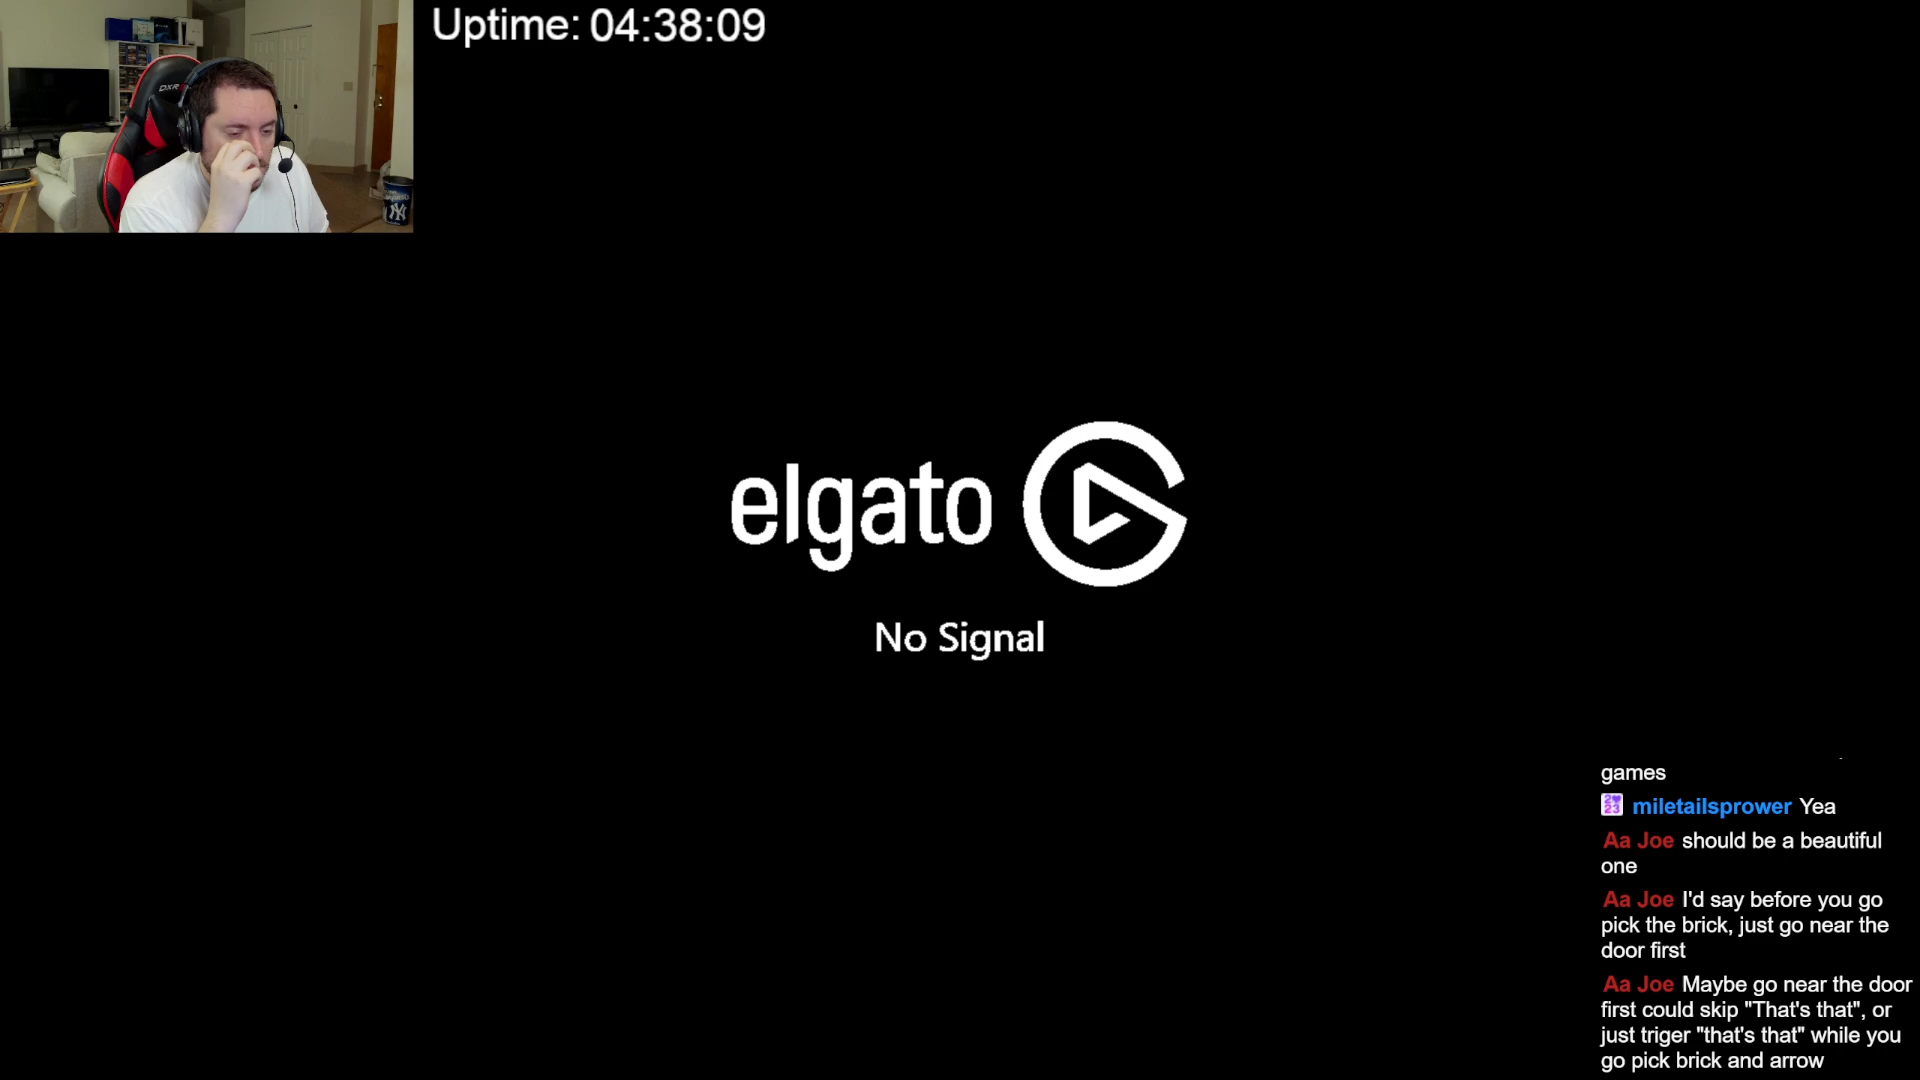 Uptime: 04:38:09
DXR
NY
elgato
No Signal
games
miletailsprower Yea
Aa Joe should be a beautiful
one
Aa Joe I'd say before you go
pick the brick, just go near the
door first
Aa Joe Maybe go near the door
first could skip "That's that", or
just triger "that's that" while you
go pick brick and arrow